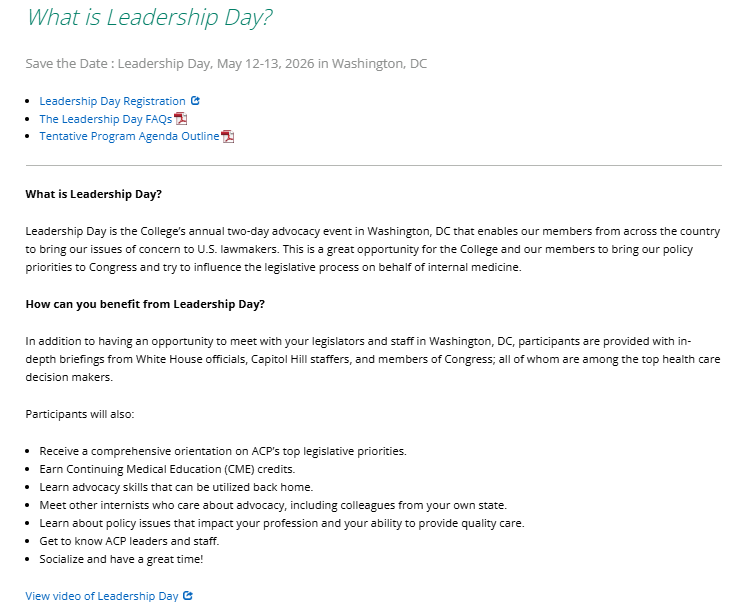 What is Leadership Day?
Save the Date : Leadership Day, May 12-13, 2026 in Washington, DC
Leadership Day Registration
The Leadership Day FAQs
Tentative Program Agenda Outline
What is Leadership Day?
Leadership Day is the College's annual two-day advocacy event in Washington, DC that enables our members from across the country
to bring our issues of concern to U.S. lawmakers. This is a great opportunity for the College and our members to bring our policy
priorities to Congress and try to influence the legislative process on behalf of internal medicine.
How can you benefit from Leadership Day?
In addition to having an opportunity to meet with your legislators and staff in Washington, DC, participants are provided with in-
depth briefings from White House officials, Capitol Hill staffers, and members of Congress; all of whom are among the top health care
decision makers.
Participants will also:
Receive a comprehensive orientation on ACP's top legislative priorities.
Earn Continuing Medical Education (CME) credits.
Learn advocacy skills that can be utilized back home.
Meet other internists who care about advocacy, including colleagues from your own state.
Learn about policy issues that impact your profession and your ability to provide quality care.
Get to know ACP leaders and staff.
Socialize and have a great time!
View video of Leadership Day